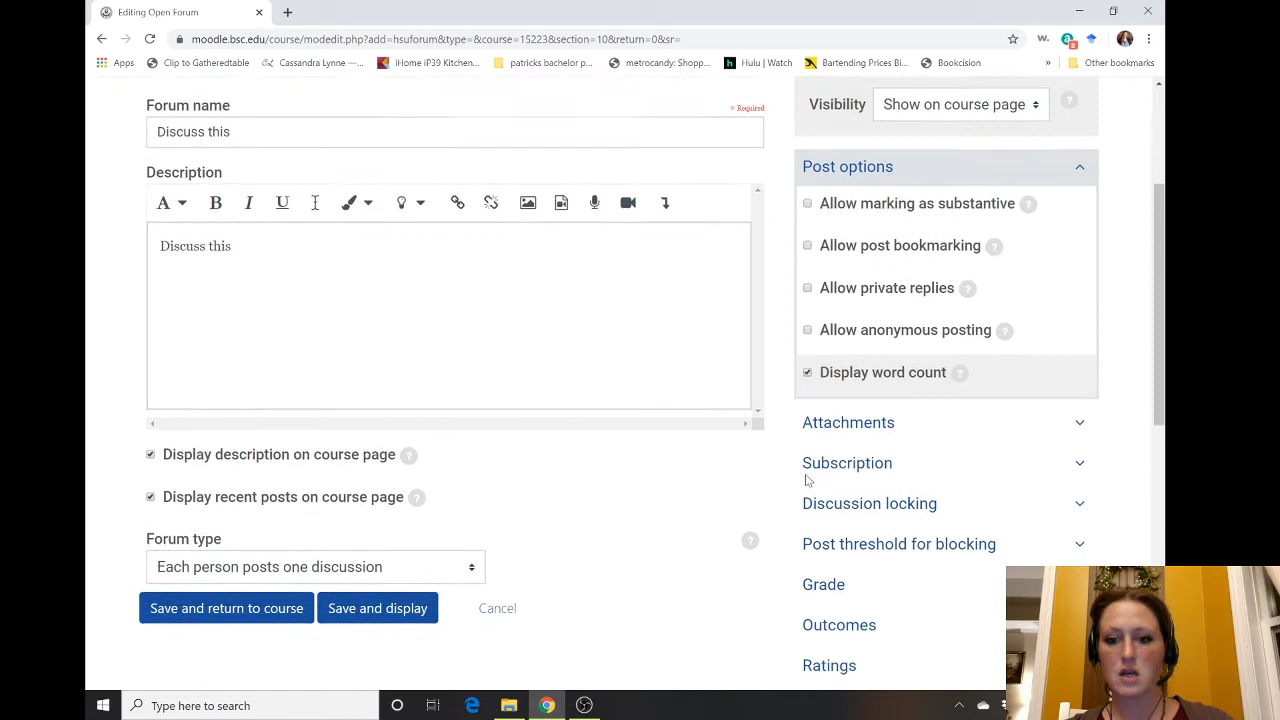 Editing Open Forum
moodle.bsc.edu/course/modedit.php?add=hsuforum&type=&course=15223&section=10&return=0&sr=
Apps
Clip to Gatheredtable
Cassandra Lynne —...
iHome iP39 Kitchen...
patricia bachelor p...
metrocandy: Shopp...
Hulu | Watch
Bartending Prices Bi...
Bookcision
»
Other bookmarks
Forum name
* Required
Discuss this
Description
A
B
I
U
Discuss this
Display description on course page
Display recent posts on course page
Forum type
Each person posts one discussion
Save and return to course
Save and display
Cancel
Visibility
Show on course page
Post options
Allow marking as substantive
Allow post bookmarking
Allow private replies
Allow anonymous posting
Display word count
Attachments
Subscription
Discussion locking
Post threshold for blocking
Grade
Outcomes
Ratings
Type here to search